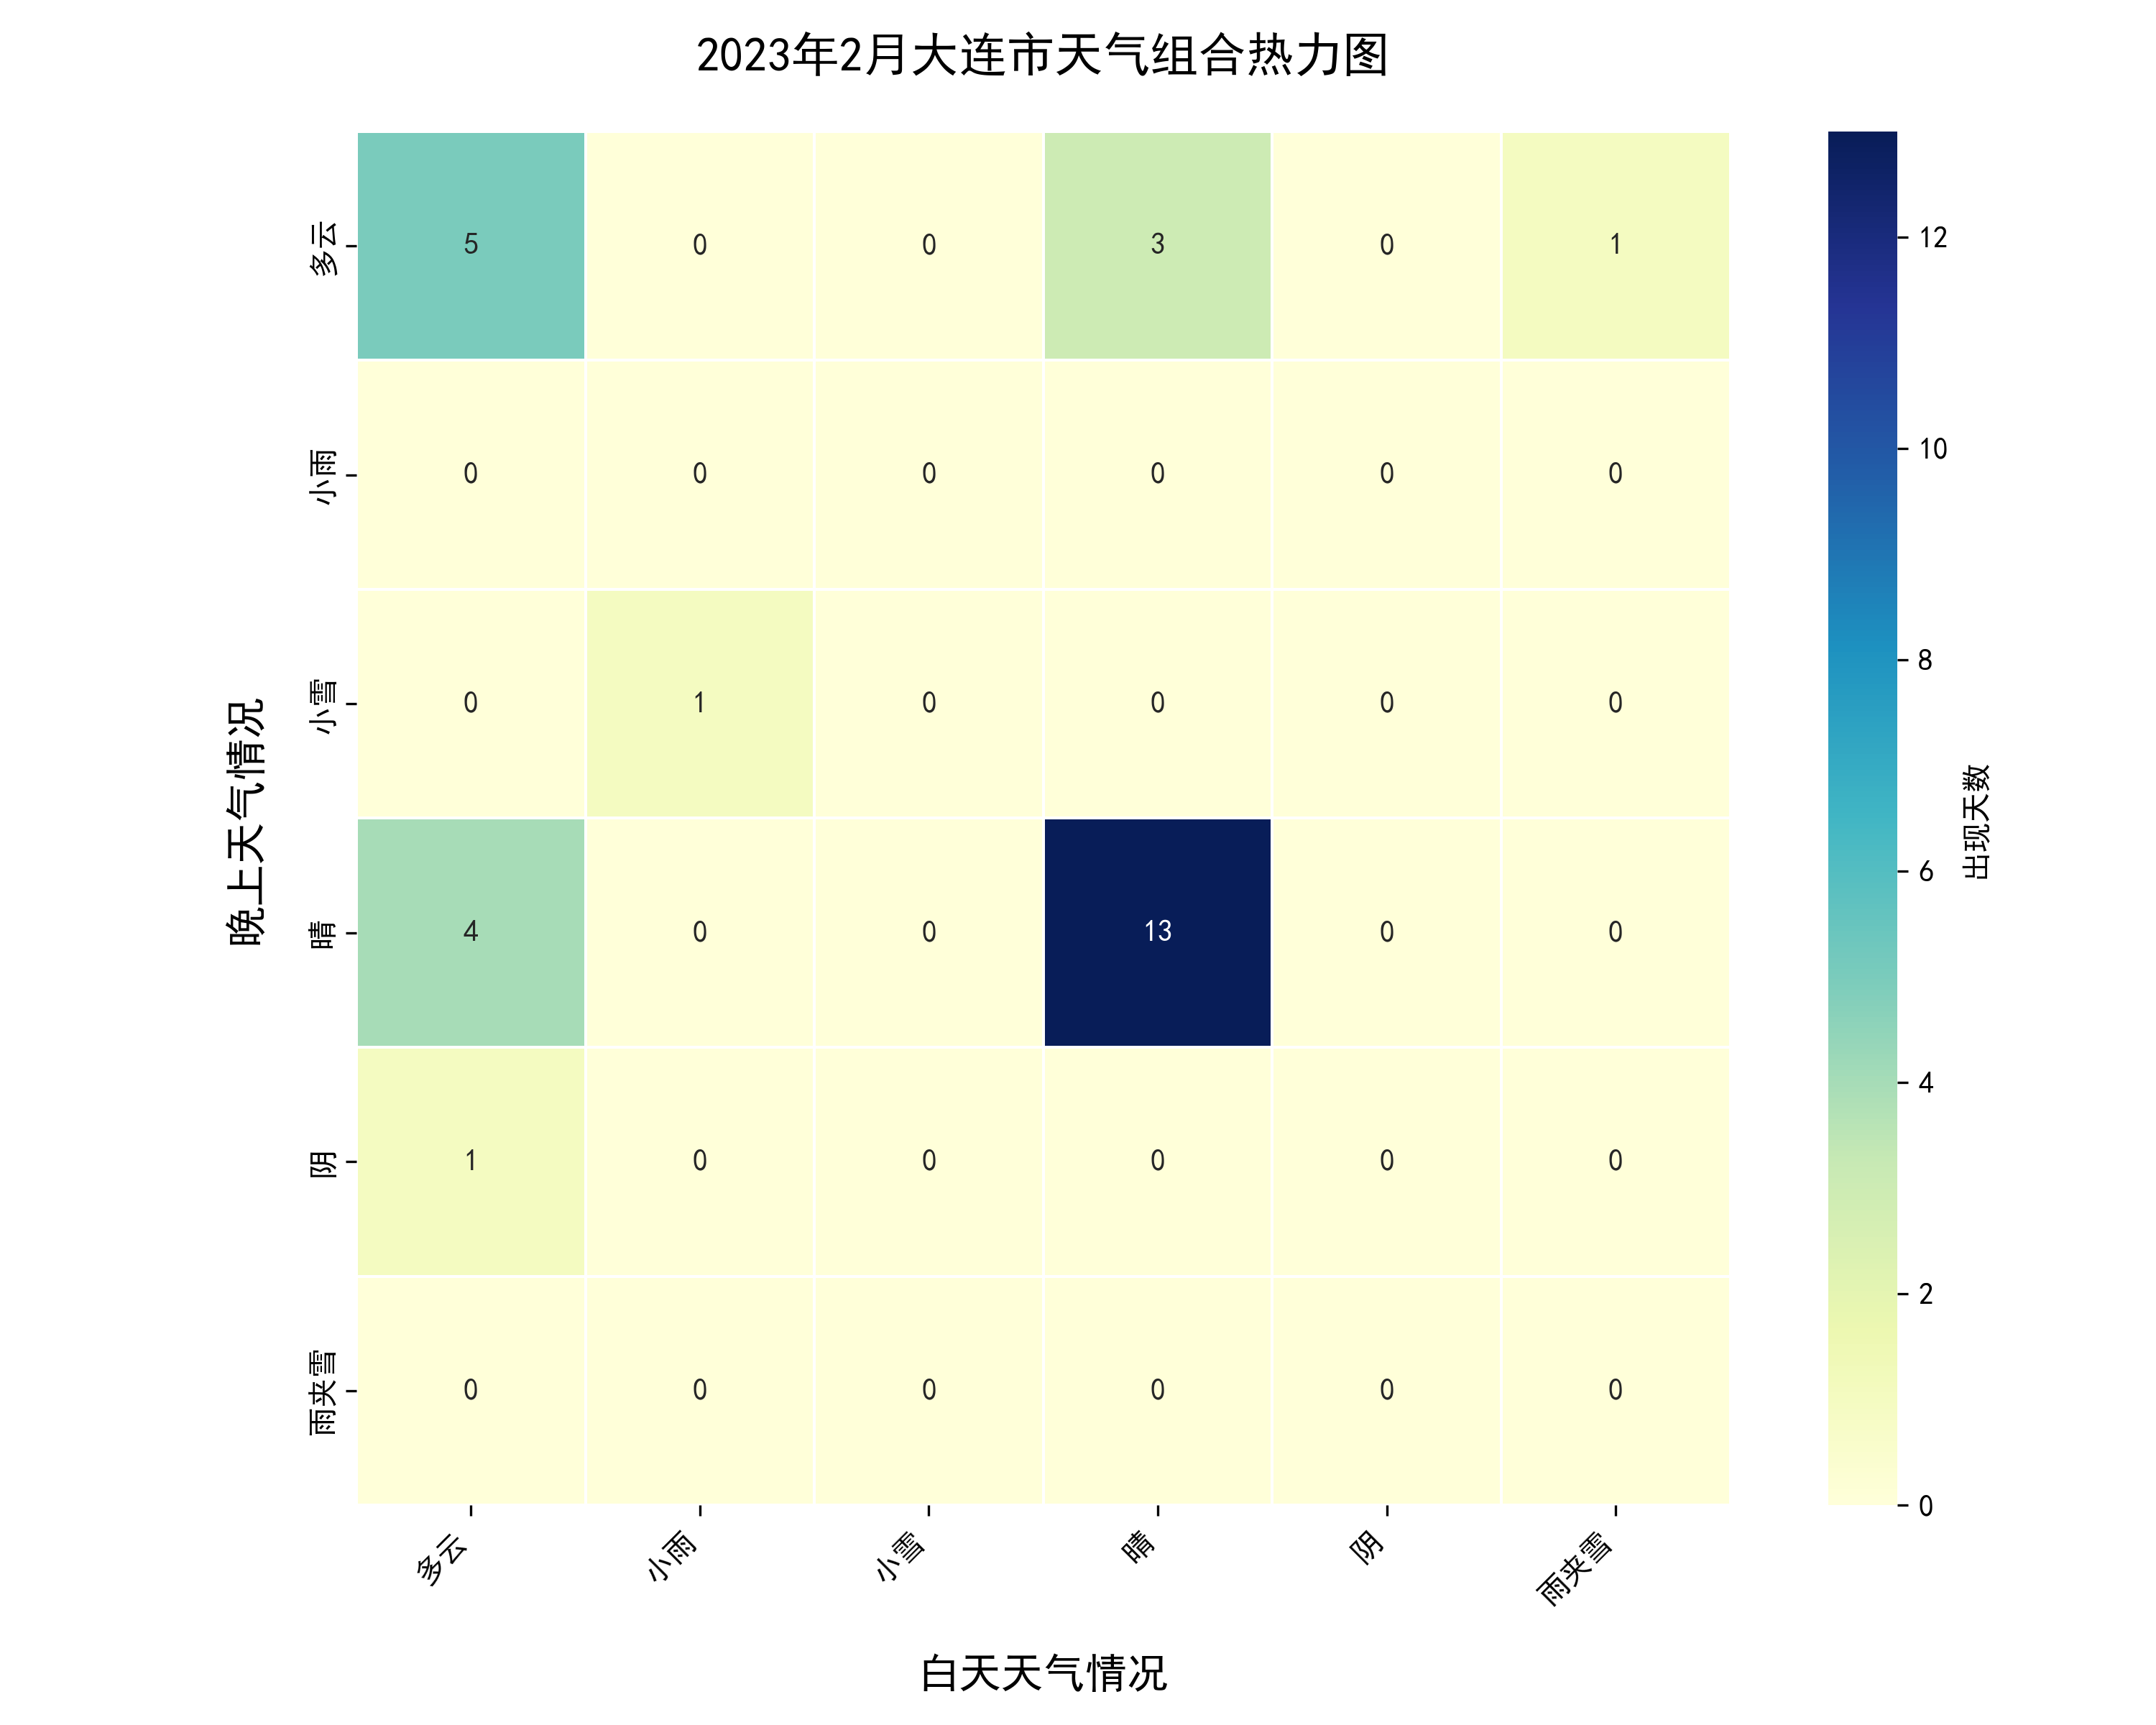 2023年2月大连市天气组合热力图
晚上天气情况
多云 5 0 0 3 0 1
小雨 0 0 0 0 0 0
小雪 0 1 0 0 0 0
晴 4 0 0 13 0 0
阴 1 0 0 0 0 0
雨夹雪 0 0 0 0 0 0
多云 小雨 小雪 晴 阴 雨夹雪
白天天气情况
12
10
8
6
4
2
0
出现天数